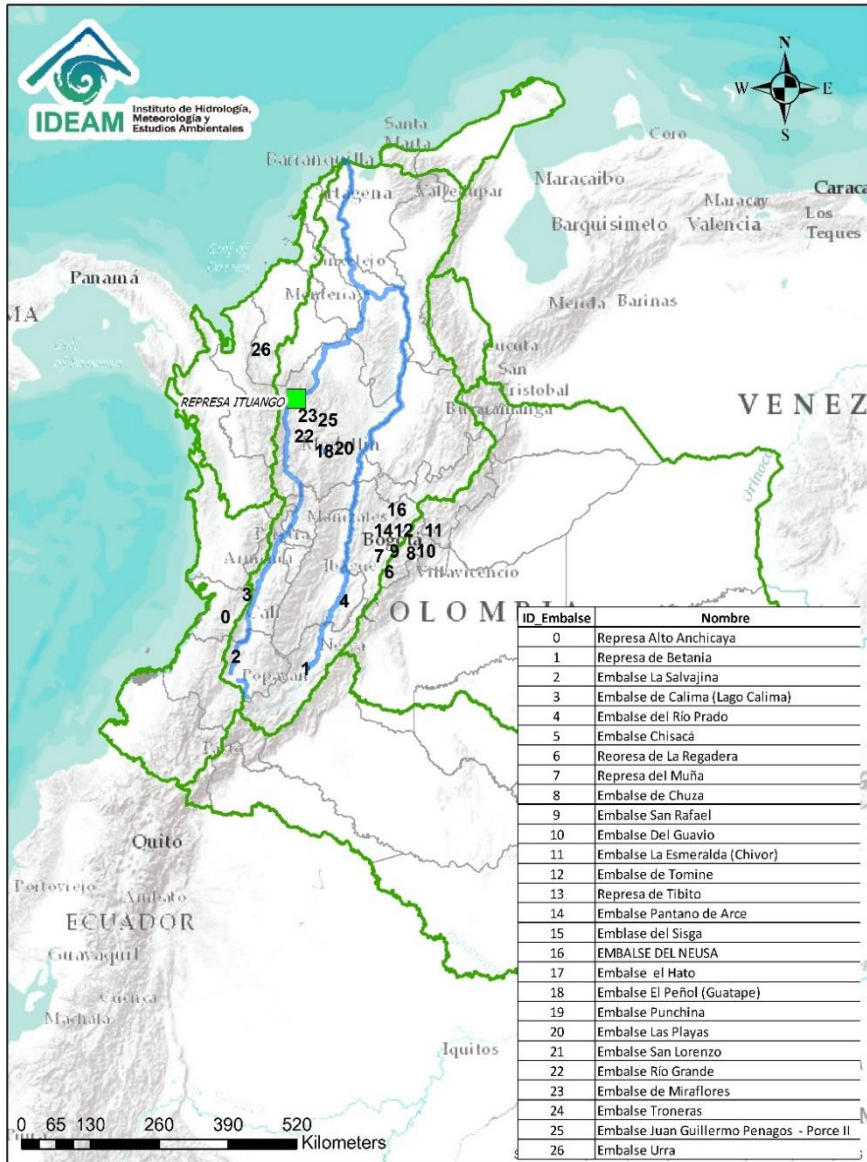 IDEAM
Instituto de Hidrología,
Meteorología y
Estudios Ambientales
N
W E
S
Santa
Marta
Barranquilla
Valledupar
Coro
Maracaibo
Barquisimeto
Maracay
Valencia
Caraca
Los
Teques
Panamá
MA
Monteria
Merida
Barinas
Cucuta
San
Cristobal
Bucaramanga
VENEZ
Orinoco
26
REPRESA ITUANGO
23
25
22
18
20
16
Manizales
14
12
11
Bogota
7
9
8
10
6
Villavicencio
Armenia
Ibague
3
0
Cali
4
COLOMBIA
2
Popayan
1
Quito
Portoviejo
Ambato
ECUADOR
Guayaquil
Cuenca
Machala
Iquitos
ID_Embalse Nombre
0 Represa Alto Anchicaya
1 Represa de Betania
2 Embalse La Salvajina
3 Embalse de Calima (Lago Calima)
4 Embalse del Río Prado
5 Embalse Chisacá
6 Reoresa de La Regadera
7 Represa del Muña
8 Embalse de Chuza
9 Embalse San Rafael
10 Embalse Del Guavio
11 Embalse La Esmeralda (Chivor)
12 Embalse de Tomine
13 Represa de Tibito
14 Embalse Pantano de Arce
15 Emblase del Sisga
16 EMBALSE DEL NEUSA
17 Embalse el Hato
18 Embalse El Peñol (Guatape)
19 Embalse Punchina
20 Embalse Las Playas
21 Embalse San Lorenzo
22 Embalse Río Grande
23 Embalse de Miraflores
24 Embalse Troneras
25 Embalse Juan Guillermo Penagos - Porce II
26 Embalse Urra
0 65 130 260 390 520
Kilometers